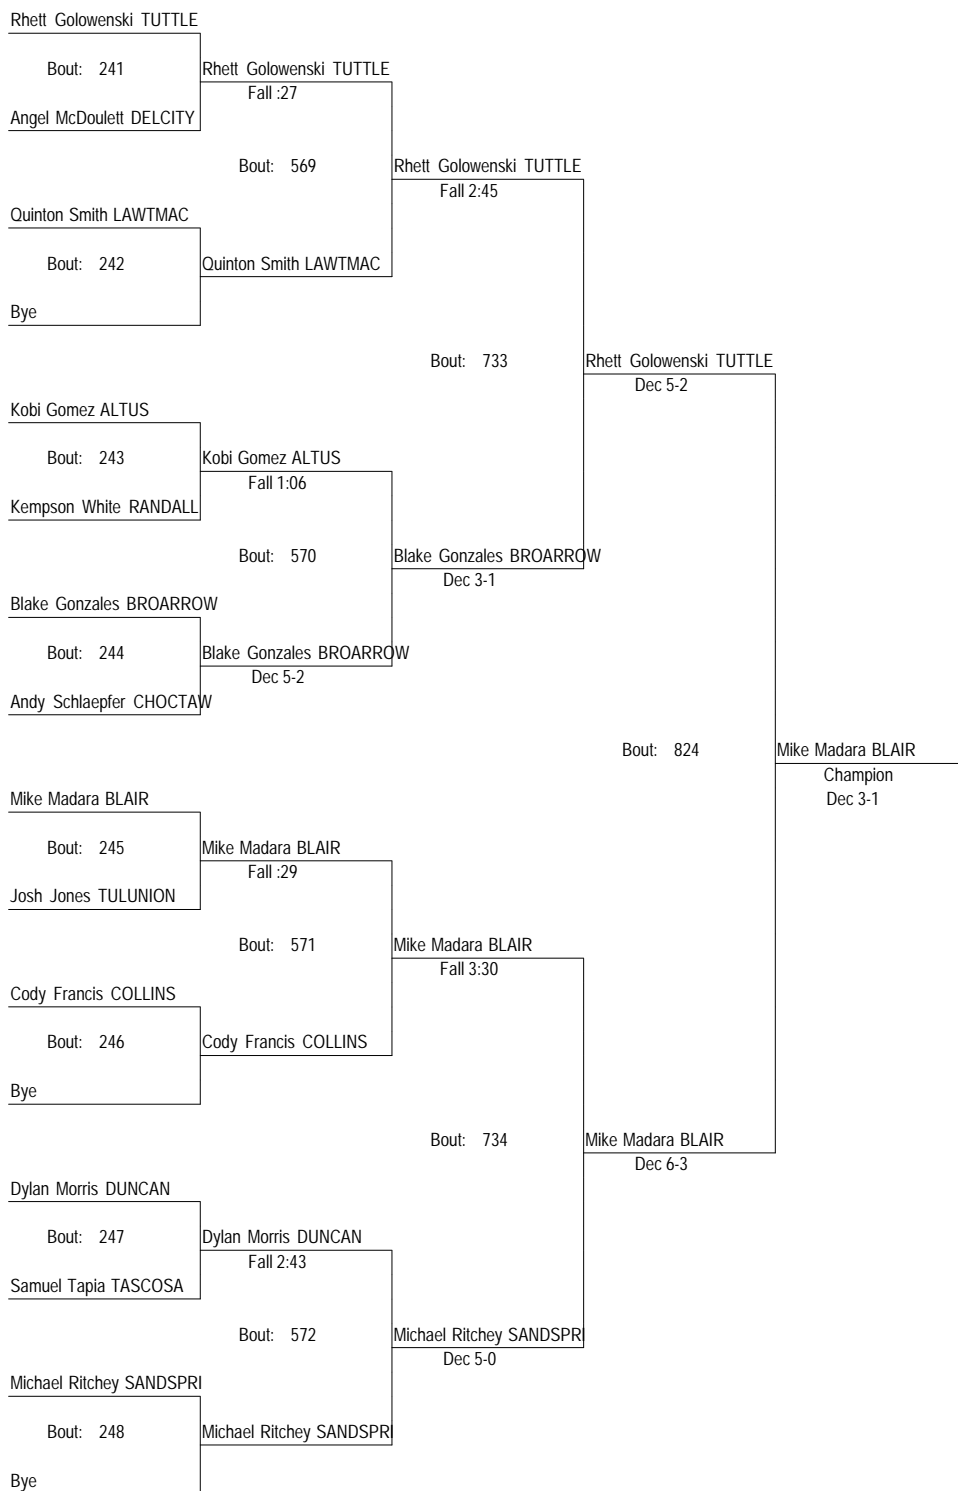 Rhett Golowenski TUTTLE
Bout: 241
Rhett Golowenski TUTTLE
Fall :27
Angel McDoulett DELCITY
Bout: 569
Rhett Golowenski TUTTLE
Fall 2:45
Quinton Smith LAWTMAC
Bout: 242
Quinton Smith LAWTMAC
Bye
Bout: 733
Rhett Golowenski TUTTLE
Dec 5-2
Kobi Gomez ALTUS
Bout: 243
Kobi Gomez ALTUS
Fall 1:06
Kempson White RANDALL
Bout: 570
Blake Gonzales BROARROW
Dec 3-1
Blake Gonzales BROARROW
Bout: 244
Blake Gonzales BROARROW
Dec 5-2
Andy Schlaepfer CHOCTAW
Bout: 824
Mike Madara BLAIR
Champion
Dec 3-1
Mike Madara BLAIR
Bout: 245
Mike Madara BLAIR
Fall :29
Josh Jones TULUNION
Bout: 571
Mike Madara BLAIR
Fall 3:30
Cody Francis COLLINS
Bout: 246
Cody Francis COLLINS
Bye
Bout: 734
Mike Madara BLAIR
Dec 6-3
Dylan Morris DUNCAN
Bout: 247
Dylan Morris DUNCAN
Fall 2:43
Samuel Tapia TASCOSA
Bout: 572
Michael Ritchey SANDSPRI
Dec 5-0
Michael Ritchey SANDSPRI
Bout: 248
Michael Ritchey SANDSPRI
Bye